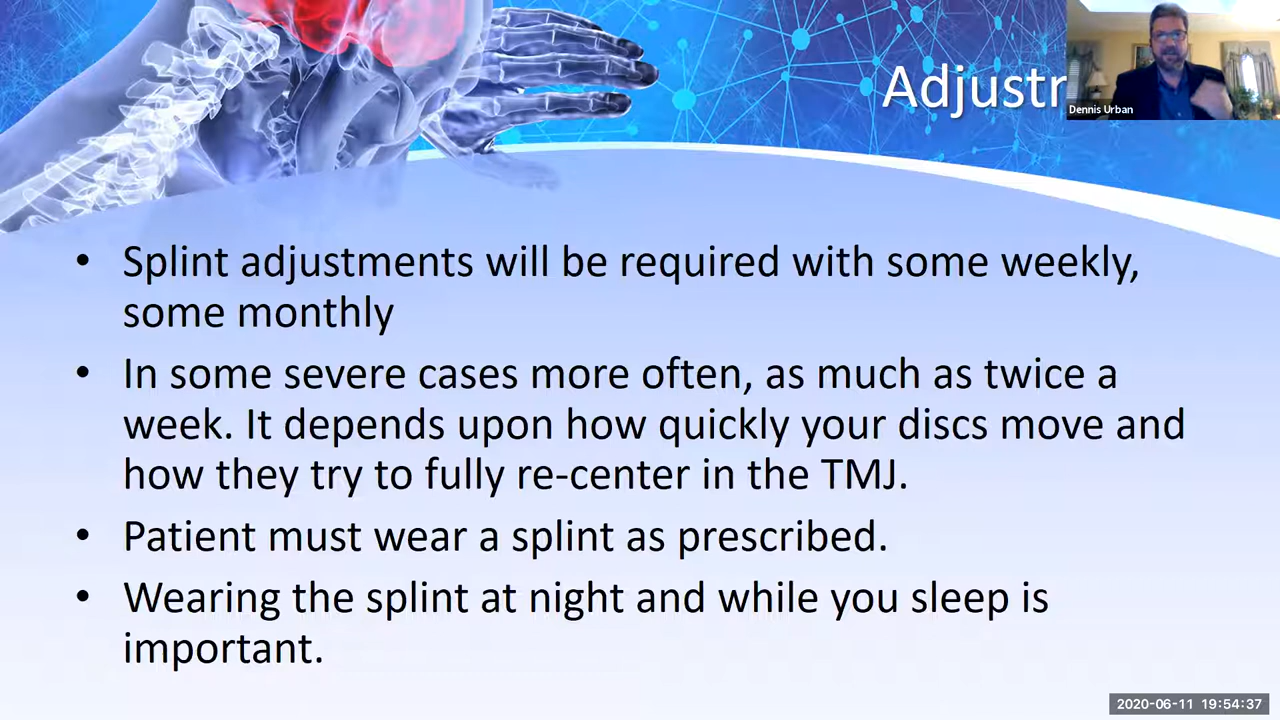 Adjustr
Dennis Urban
• Splint adjustments will be required with some weekly,
some monthly
• In some severe cases more often, as much as twice a
week. It depends upon how quickly your discs move and
how they try to fully re-center in the TMJ.
• Patient must wear a splint as prescribed.
• Wearing the splint at night and while you sleep is
important.
2020-06-11 19:54:37